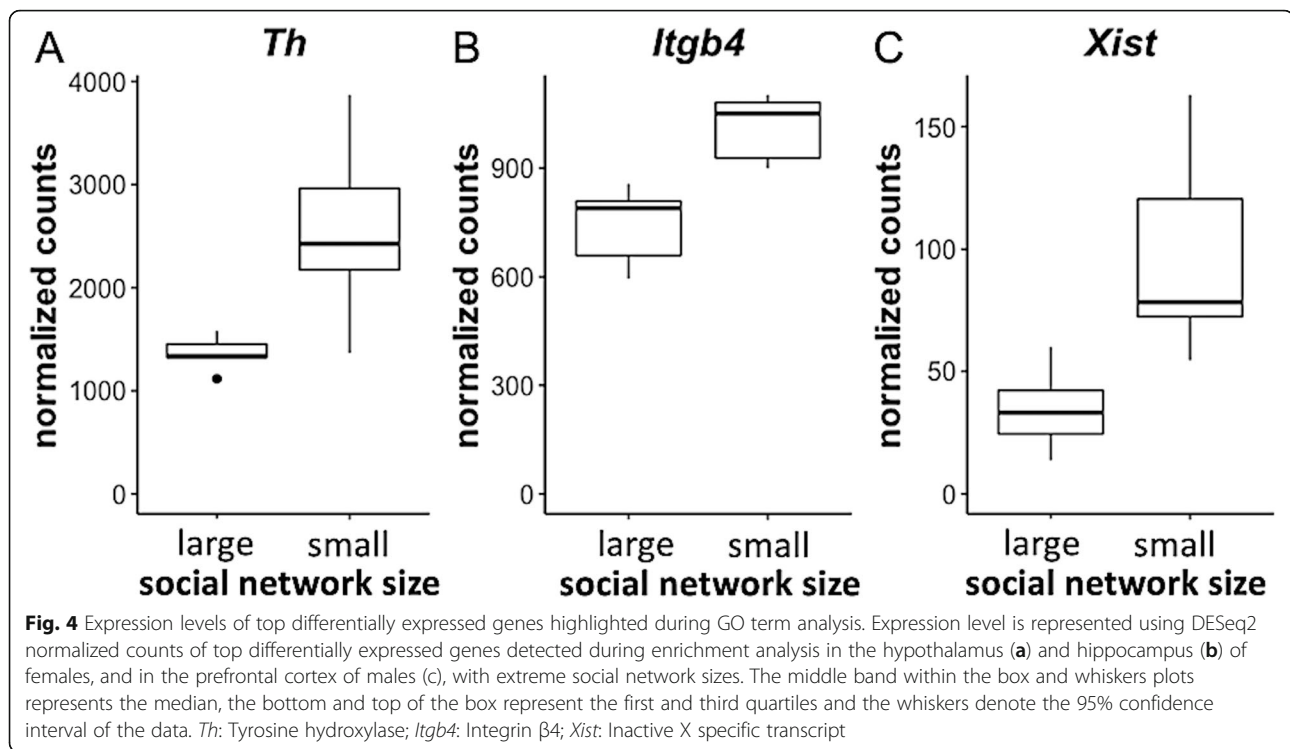 A Th B Itgb4 C Xist
normalized counts
4000
3000
2000
1000
0
large small
social network size
normalized counts
900
600
300
0
large small
social network size
normalized counts
150
100
50
0
large small
social network size
Fig. 4 Expression levels of top differentially expressed genes highlighted during GO term analysis. Expression level is represented using DESeq2
normalized counts of top differentially expressed genes detected during enrichment analysis in the hypothalamus (a) and hippocampus (b) of
females, and in the prefrontal cortex of males (c), with extreme social network sizes. The middle band within the box and whiskers plots
represents the median, the bottom and top of the box represent the first and third quartiles and the whiskers denote the 95% confidence
interval of the data. Th: Tyrosine hydroxylase; Itgb4: Integrin β4; Xist: Inactive X specific transcript